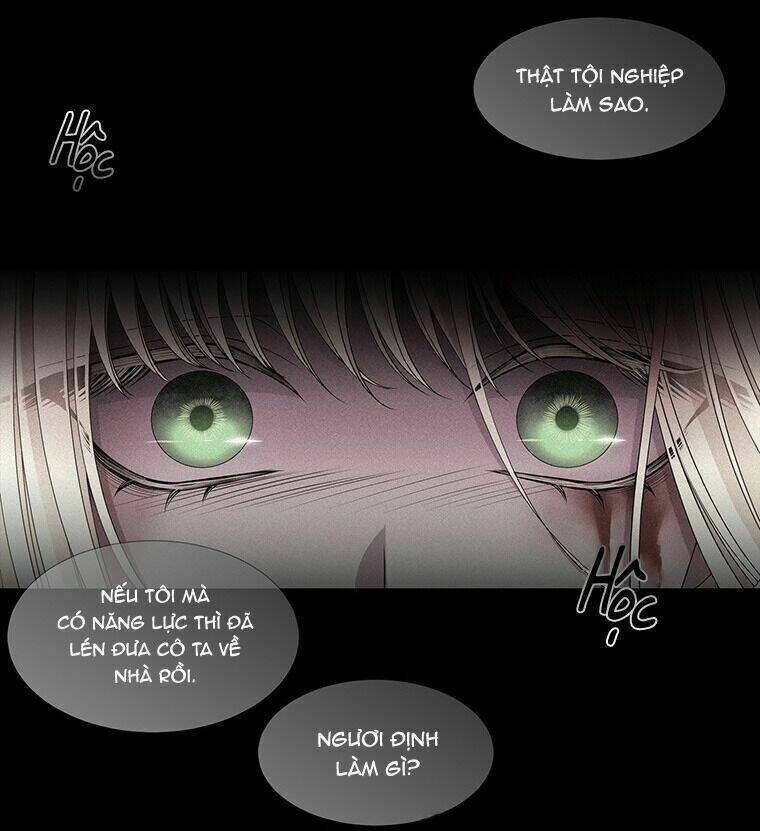 THẬT TỘI NGHIỆP
LÀM SAO.
HỘC
NẾU TÔI MÀ
CÓ NĂNG LỰC THÌ ĐÃ
LÉN ĐƯA CÔ TA VỀ
NHÀ RỒI.
HỘC
NGƯƠI ĐỊNH
LÀM GÌ?